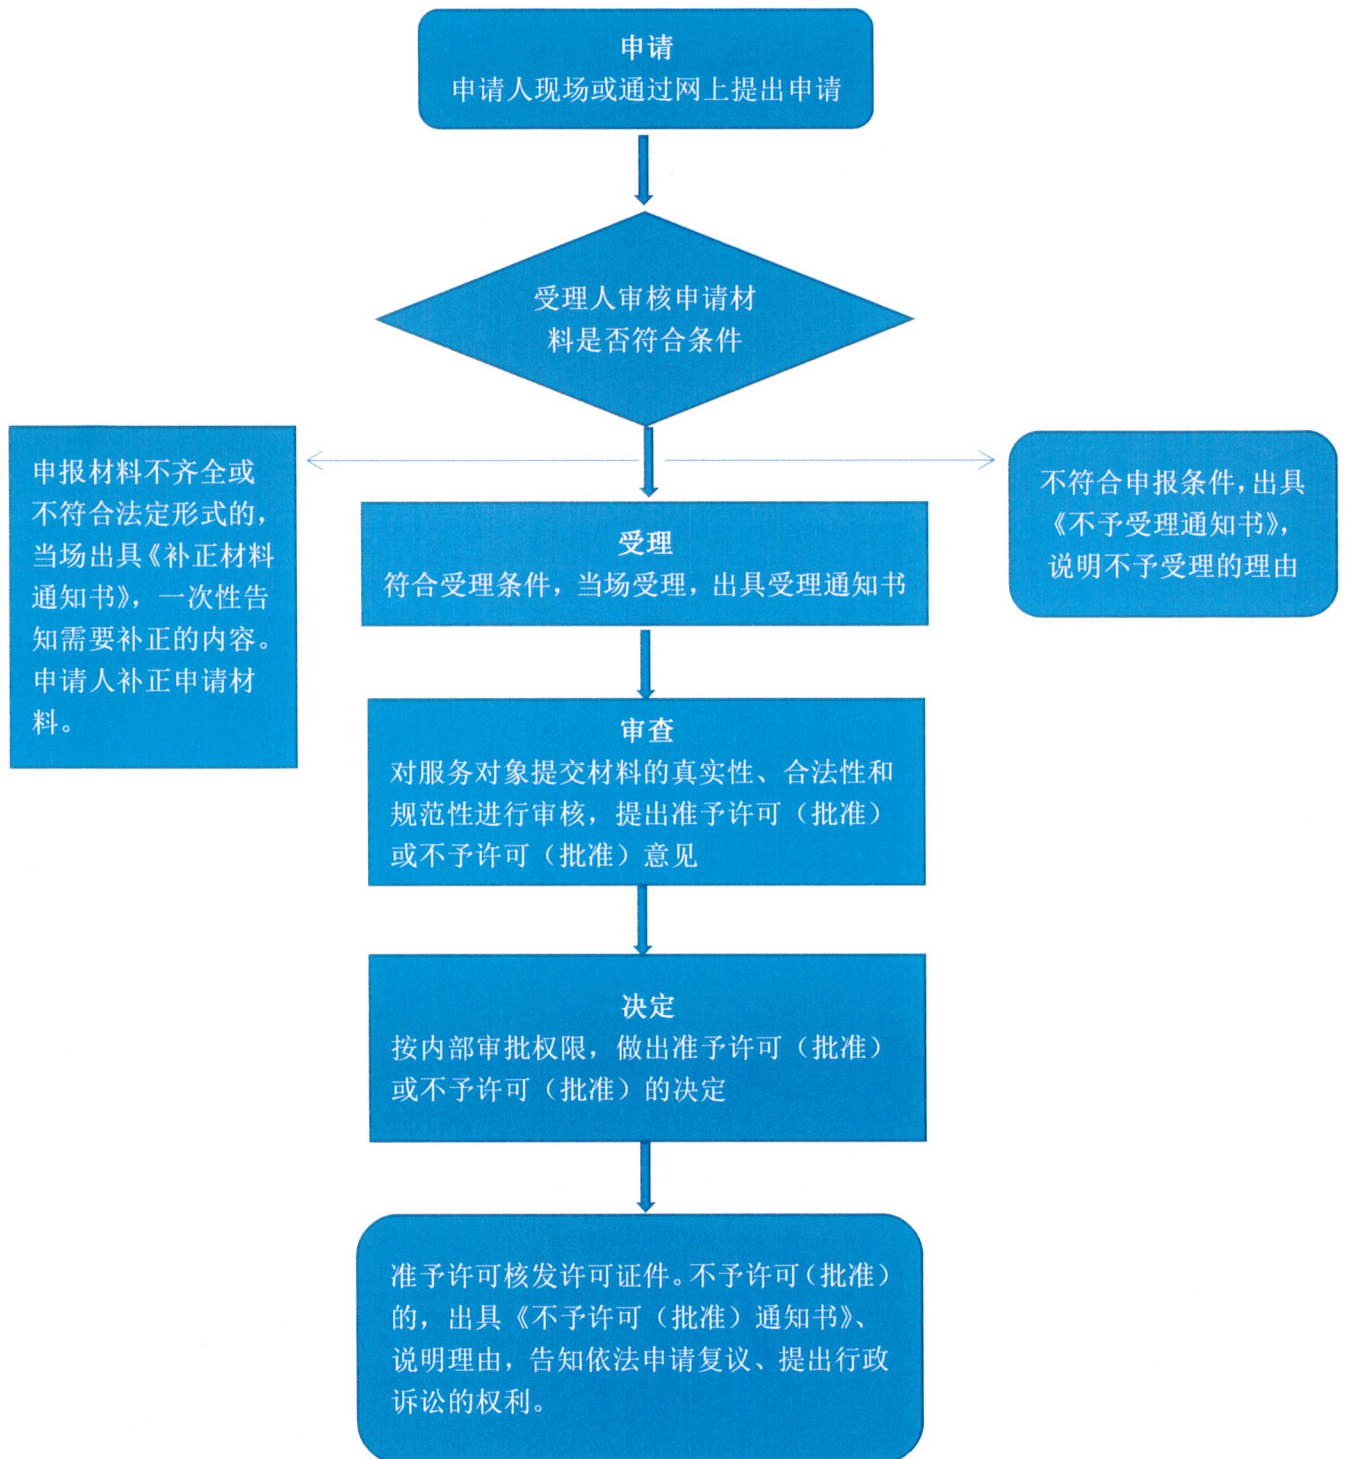 申请
申请人现场或通过网上提出申请
受理人审核申请材
料是否符合条件
申报材料不齐全或
不符合法定形式的，
当场出具《补正材料
通知书》，一次性告
知需要补正的内容。
申请人补正申请材
料。
不符合申报条件，出具
《不予受理通知书》，
说明不予受理的理由
受理
符合受理条件，当场受理，出具受理通知书
审查
对服务对象提交材料的真实性、合法性和
规范性进行审核，提出准予许可（批准）
或不予许可（批准）意见
决定
按内部审批权限，做出准予许可（批准）
或不予许可（批准）的决定
准予许可核发许可证件。不予许可（批准）
的，出具《不予许可（批准）通知书》、
说明理由，告知依法申请复议、提出行政
诉讼的权利。